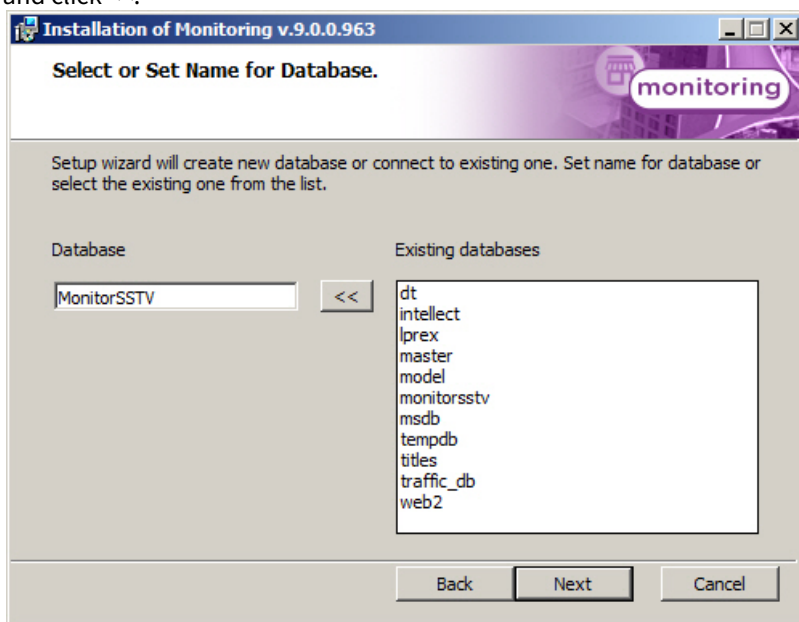 Installation of Monitoring v.9.0.0.963
Select or Set Name for Database.
monitoring
Setup wizard will create new database or connect to existing one. Set name for database or
select the existing one from the list.
Database
Existing databases
MonitorSSTV
<<
dt
intellect
lprex
master
model
monitorsstv
msdb
tempdb
titles
traffic_db
web2
Back
Next
Cancel